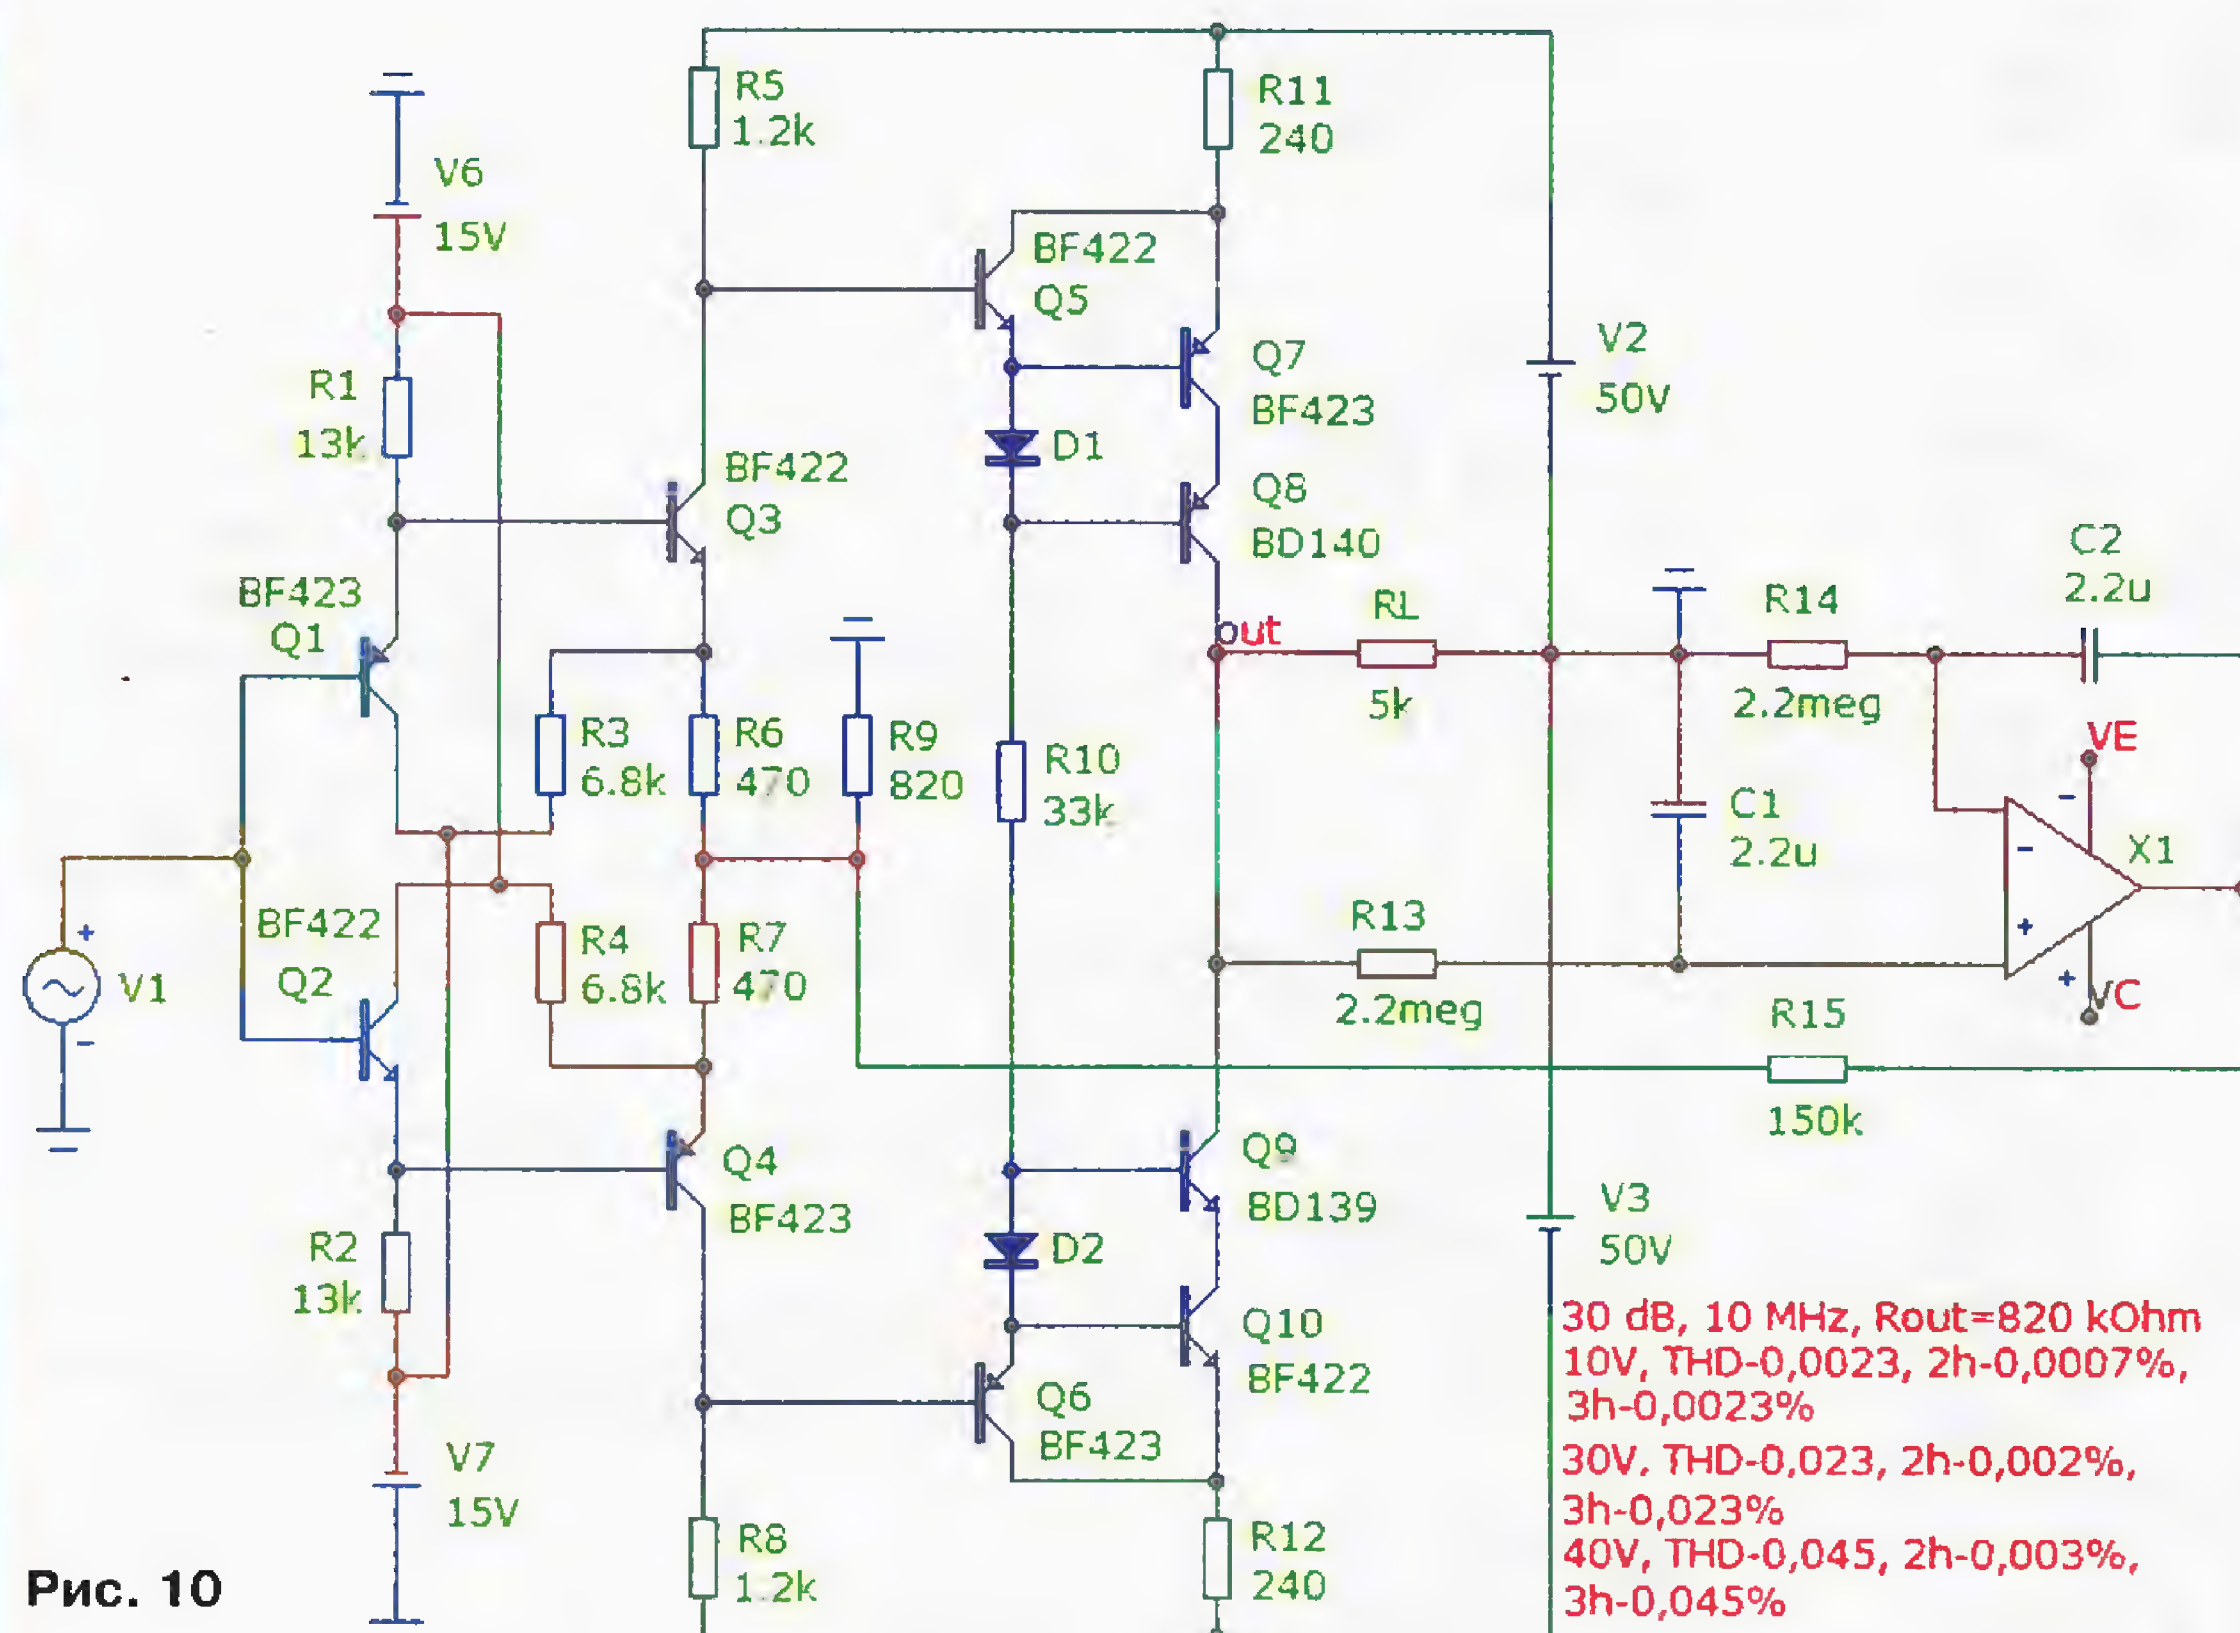 R5
1.2k
R11
240
V6
15V
BF422
Q5
V2
50V
R1
13k
Q7
BF423
D1
BF422
Q3
Q8
BD140
C2
2.2u
BF423
Q1
out
RL
5k
R14
2.2meg
R3
6.8k
R6
470
R9
820
R10
33k
VE
-
C1
2.2u
-
X1
+
BF422
Q2
+
V1
-
R4
6.8k
R7
470
R13
2.2meg
+
VC
R15
150k
Q4
BF423
Q9
BD139
R2
13k
D2
V3
50V
Q10
BF422
Q6
BF423
V7
15V
R8
1.2k
R12
240
30 dB, 10 MHz, Rout=820 kOhm
10V, THD-0,0023, 2h-0,0007%,
3h-0,0023%
30V, THD-0,023, 2h-0,002%,
3h-0,023%
40V, THD-0,045, 2h-0,003%,
3h-0,045%
Рис. 10